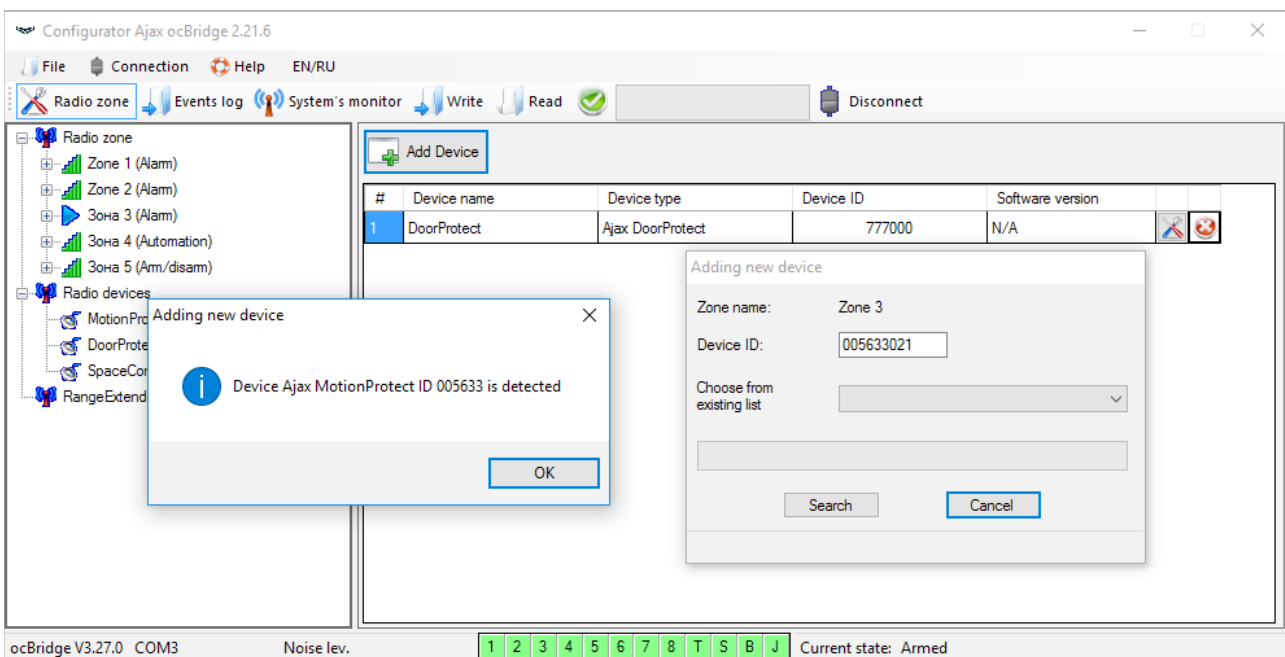 Configurator Ajax ocBridge 2.21.6
File Connection Help EN/RU
Radio zone Events log System's monitor Write Read Disconnect
Radio zone
Zone 1 (Alarm)
Zone 2 (Alarm)
Зона 3 (Alarm)
Зона 4 (Automation)
Зона 5 (Arm/disarm)
Radio devices
MotionPro
DoorProte
SpaceCon
RangeExtend
Add Device
# Device name Device type Device ID Software version
1 DoorProtect Ajax DoorProtect 777000 N/A
Adding new device
Device Ajax MotionProtect ID 005633 is detected
OK
Adding new device
Zone name: Zone 3
Device ID: 005633021
Choose from
existing list
Search Cancel
ocBridge V3.27.0 COM3 Noise lev. 1 2 3 4 5 6 7 8 T S B J Current state: Armed